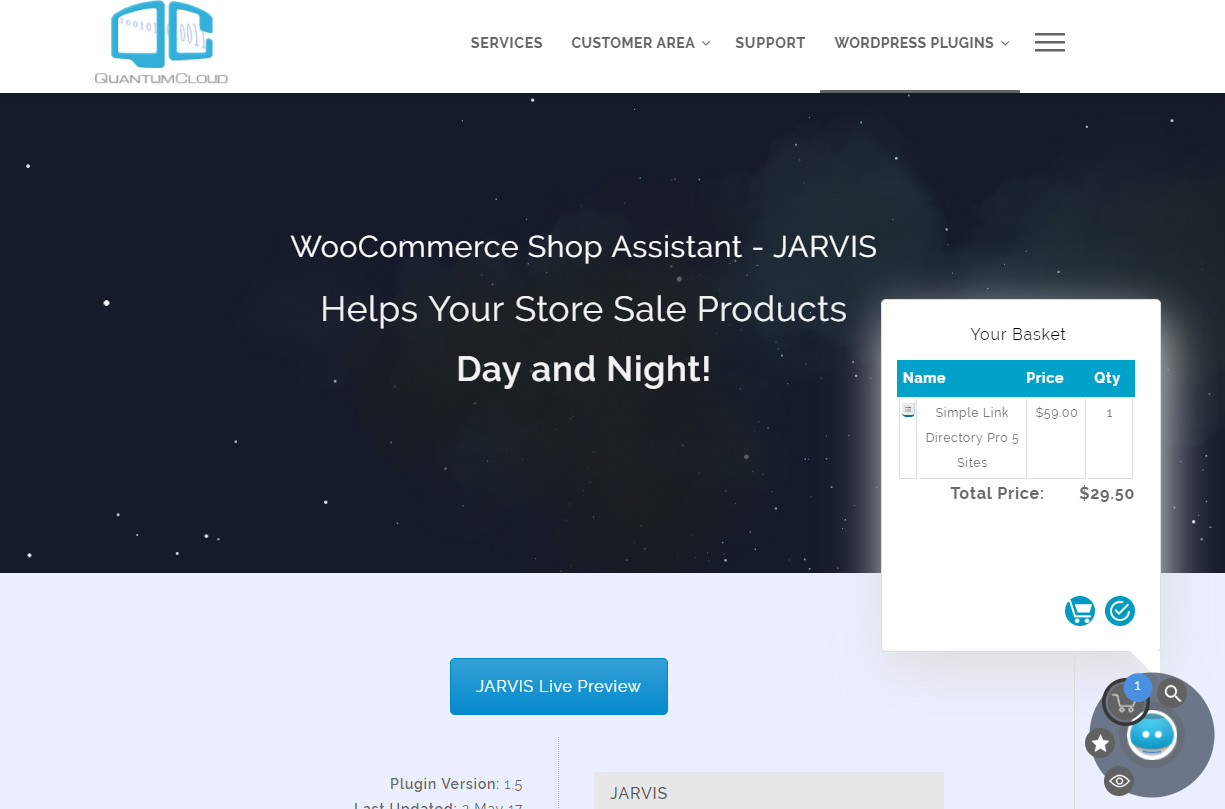 QUANTUMCLOUD
SERVICES
CUSTOMER AREA
SUPPORT
WORDPRESS PLUGINS
WooCommerce Shop Assistant - JARVIS
Helps Your Store Sale Products
Day and Night!
Your Basket
Name Price Qty
Simple Link $59.00 1
Directory Pro 5
Sites
Total Price: $29.50
1
JARVIS Live Preview
Plugin Version: 1.5
Last Updated: 2 May 17
JARVIS